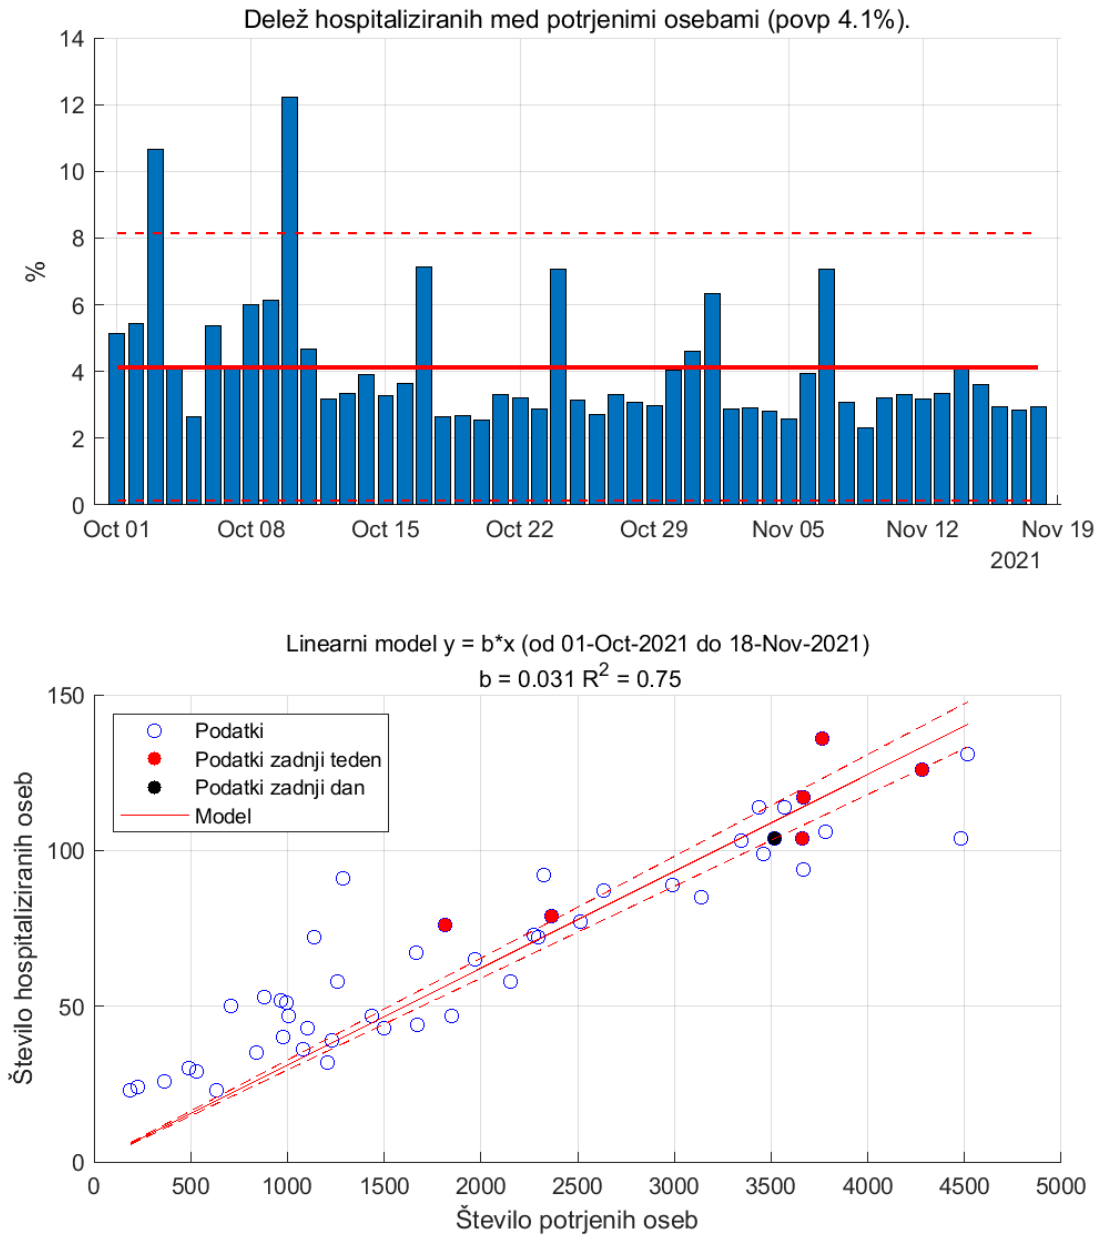 Delež hospitaliziranih med potrjenimi osebami (povp 4.1%).
14
12
10
8
6
4
2
0
%
Oct 01 Oct 08 Oct 15 Oct 22 Oct 29 Nov 05 Nov 12 Nov 19
2021
Linearni model y = b*x (od 01-Oct-2021 do 18-Nov-2021)
b = 0.031 R² = 0.75
150
100
50
0
Število hospitaliziranih oseb
Podatki
Podatki zadnji teden
Podatki zadnji dan
Model
0 500 1000 1500 2000 2500 3000 3500 4000 4500 5000
Število potrjenih oseb